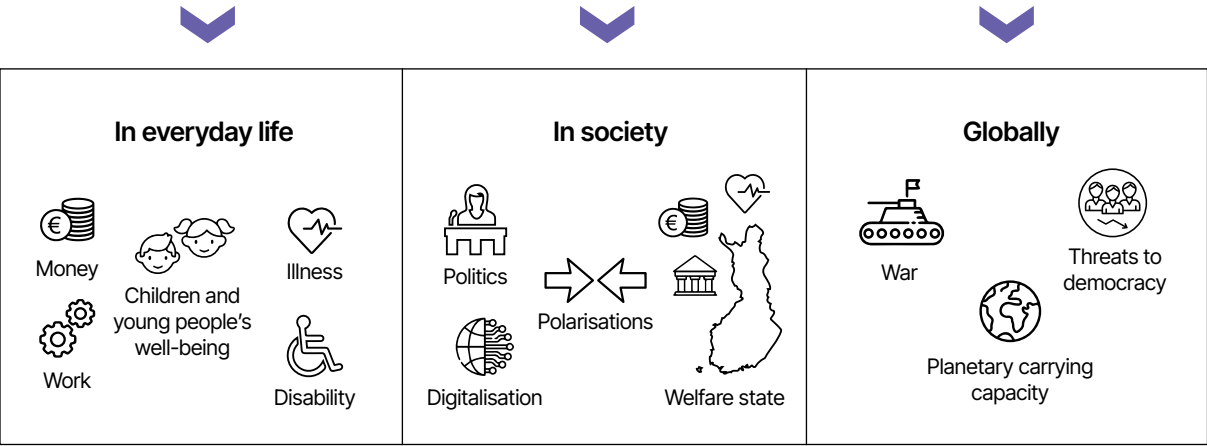 In everyday life
€
Money
Work
Children and
young people's
well-being
Illness
Disability
In society
Politics
Digitalisation
Polarisations
€
Welfare state
Globally
War
Threats to
democracy
Planetary carrying
capacity